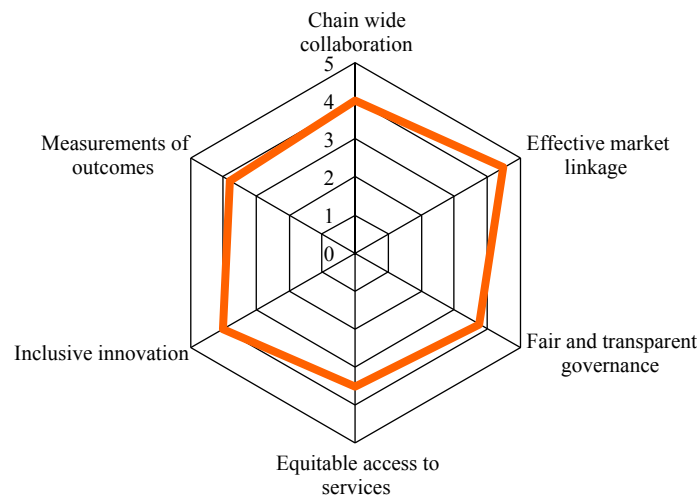 Chain wide
collaboration
5
4
3
2
1
0
Measurements of
outcomes
Effective market
linkage
Inclusive innovation
Fair and transparent
governance
Equitable access to
services